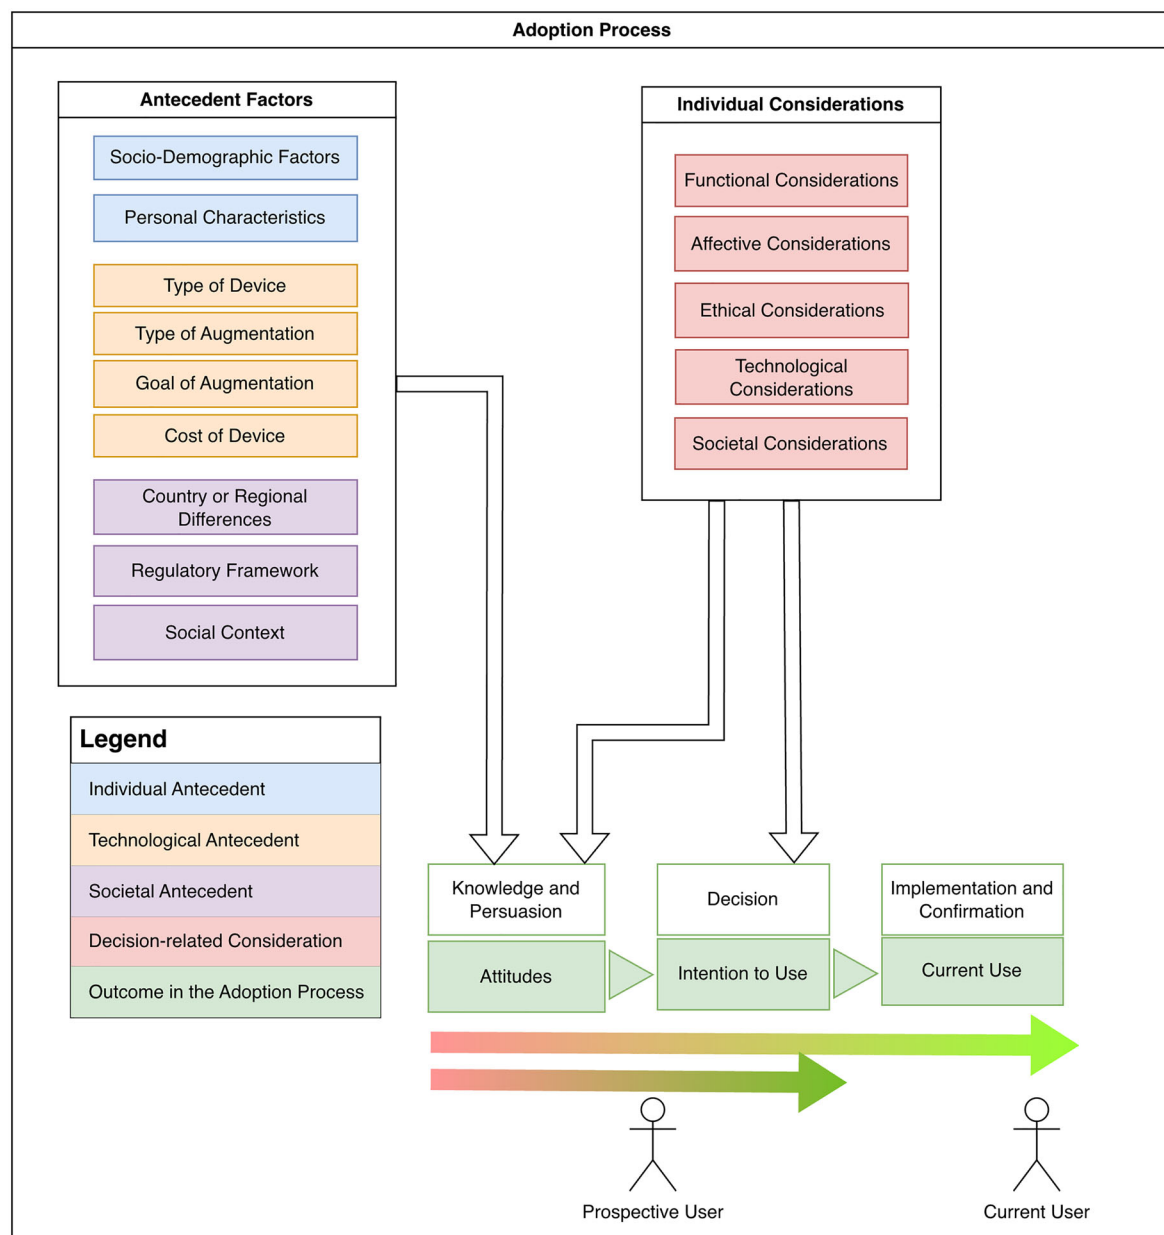 Adoption Process
Antecedent Factors
Socio-Demographic Factors
Personal Characteristics
Type of Device
Type of Augmentation
Goal of Augmentation
Cost of Device
Country or Regional
Differences
Regulatory Framework
Social Context
Individual Considerations
Functional Considerations
Affective Considerations
Ethical Considerations
Technological
Considerations
Societal Considerations
Legend
Individual Antecedent
Technological Antecedent
Societal Antecedent
Decision-related Consideration
Outcome in the Adoption Process
Knowledge and
Persuasion
Attitudes
Decision
Intention to Use
Implementation and
Confirmation
Current Use
Prospective User
Current User